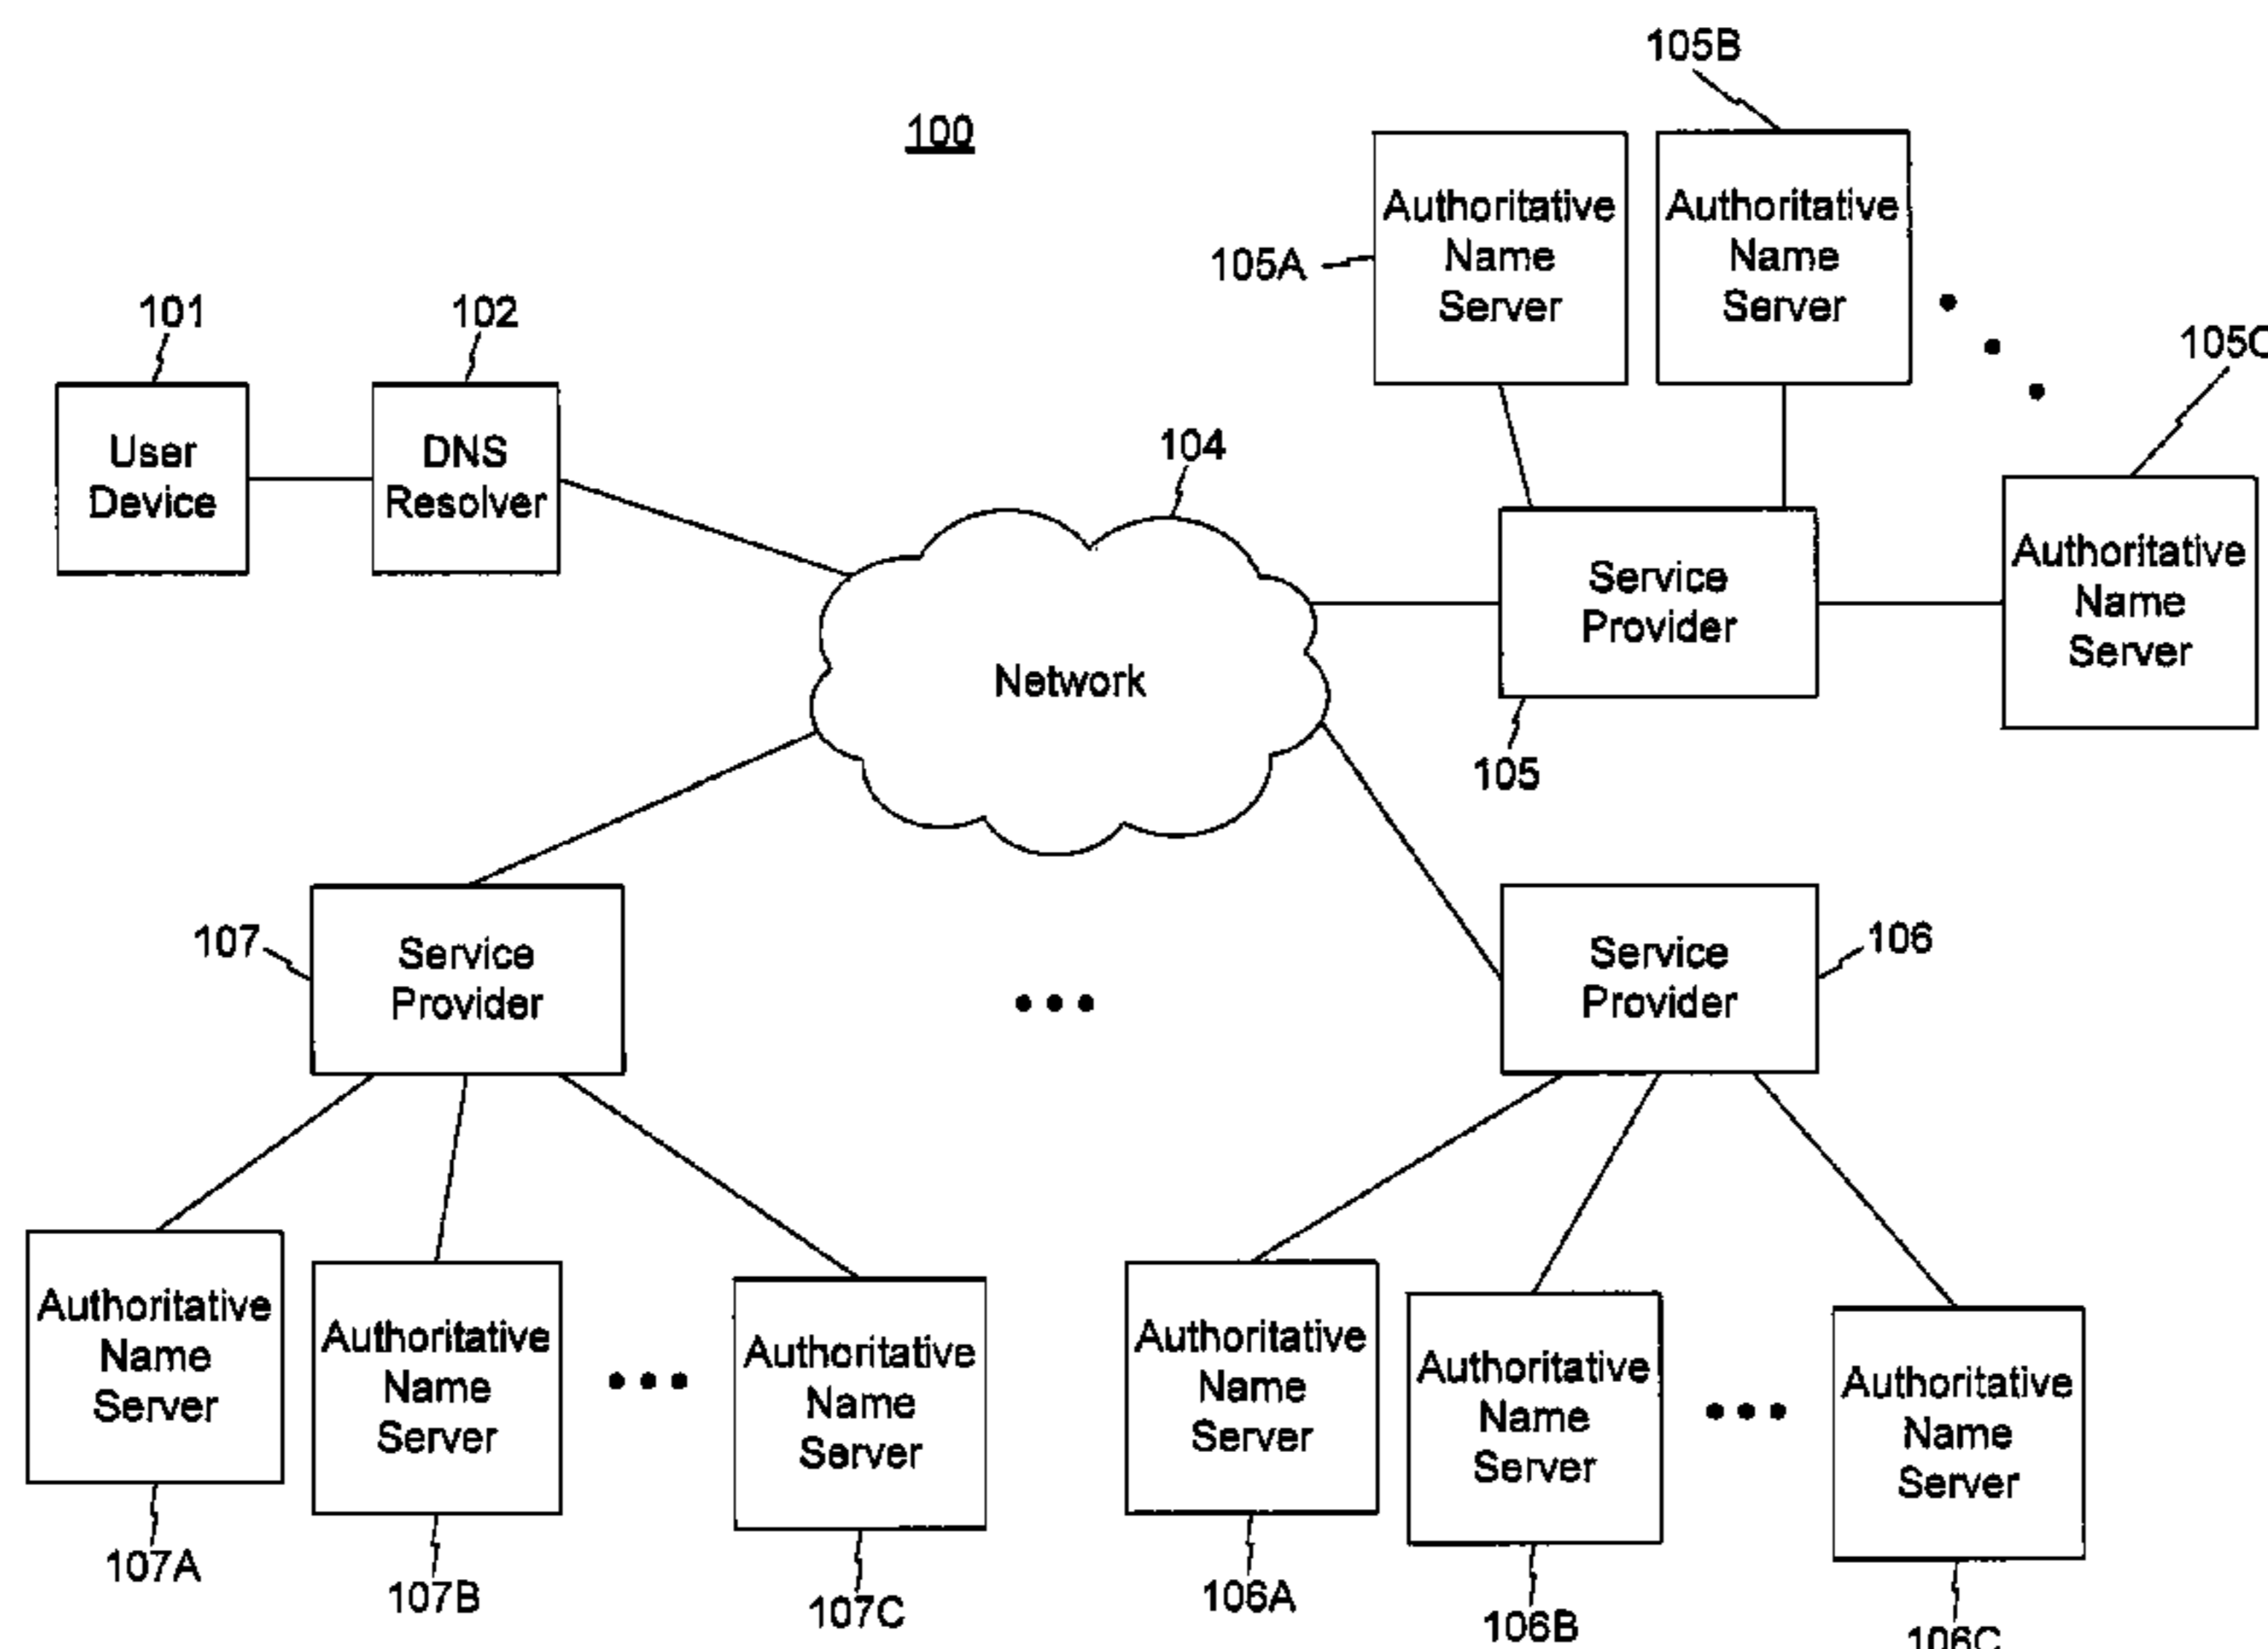 100
105B
105A
Authoritative
Name
Server
Authoritative
Name
Server
101
102
105C
User
Device
DNS
Resolver
104
Network
Service
Provider
105
Authoritative
Name
Server
107
Service
Provider
Service
Provider
106
Authoritative
Name
Server
Authoritative
Name
Server
Authoritative
Name
Server
Authoritative
Name
Server
Authoritative
Name
Server
Authoritative
Name
Server
107A
107B
107C
106A
106B
106C